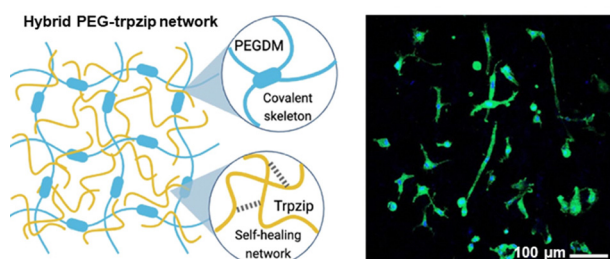 Hybrid PEG-trpzip network
PEGDM
Covalent
skeleton
Trpzip
Self-healing
network
100 μm